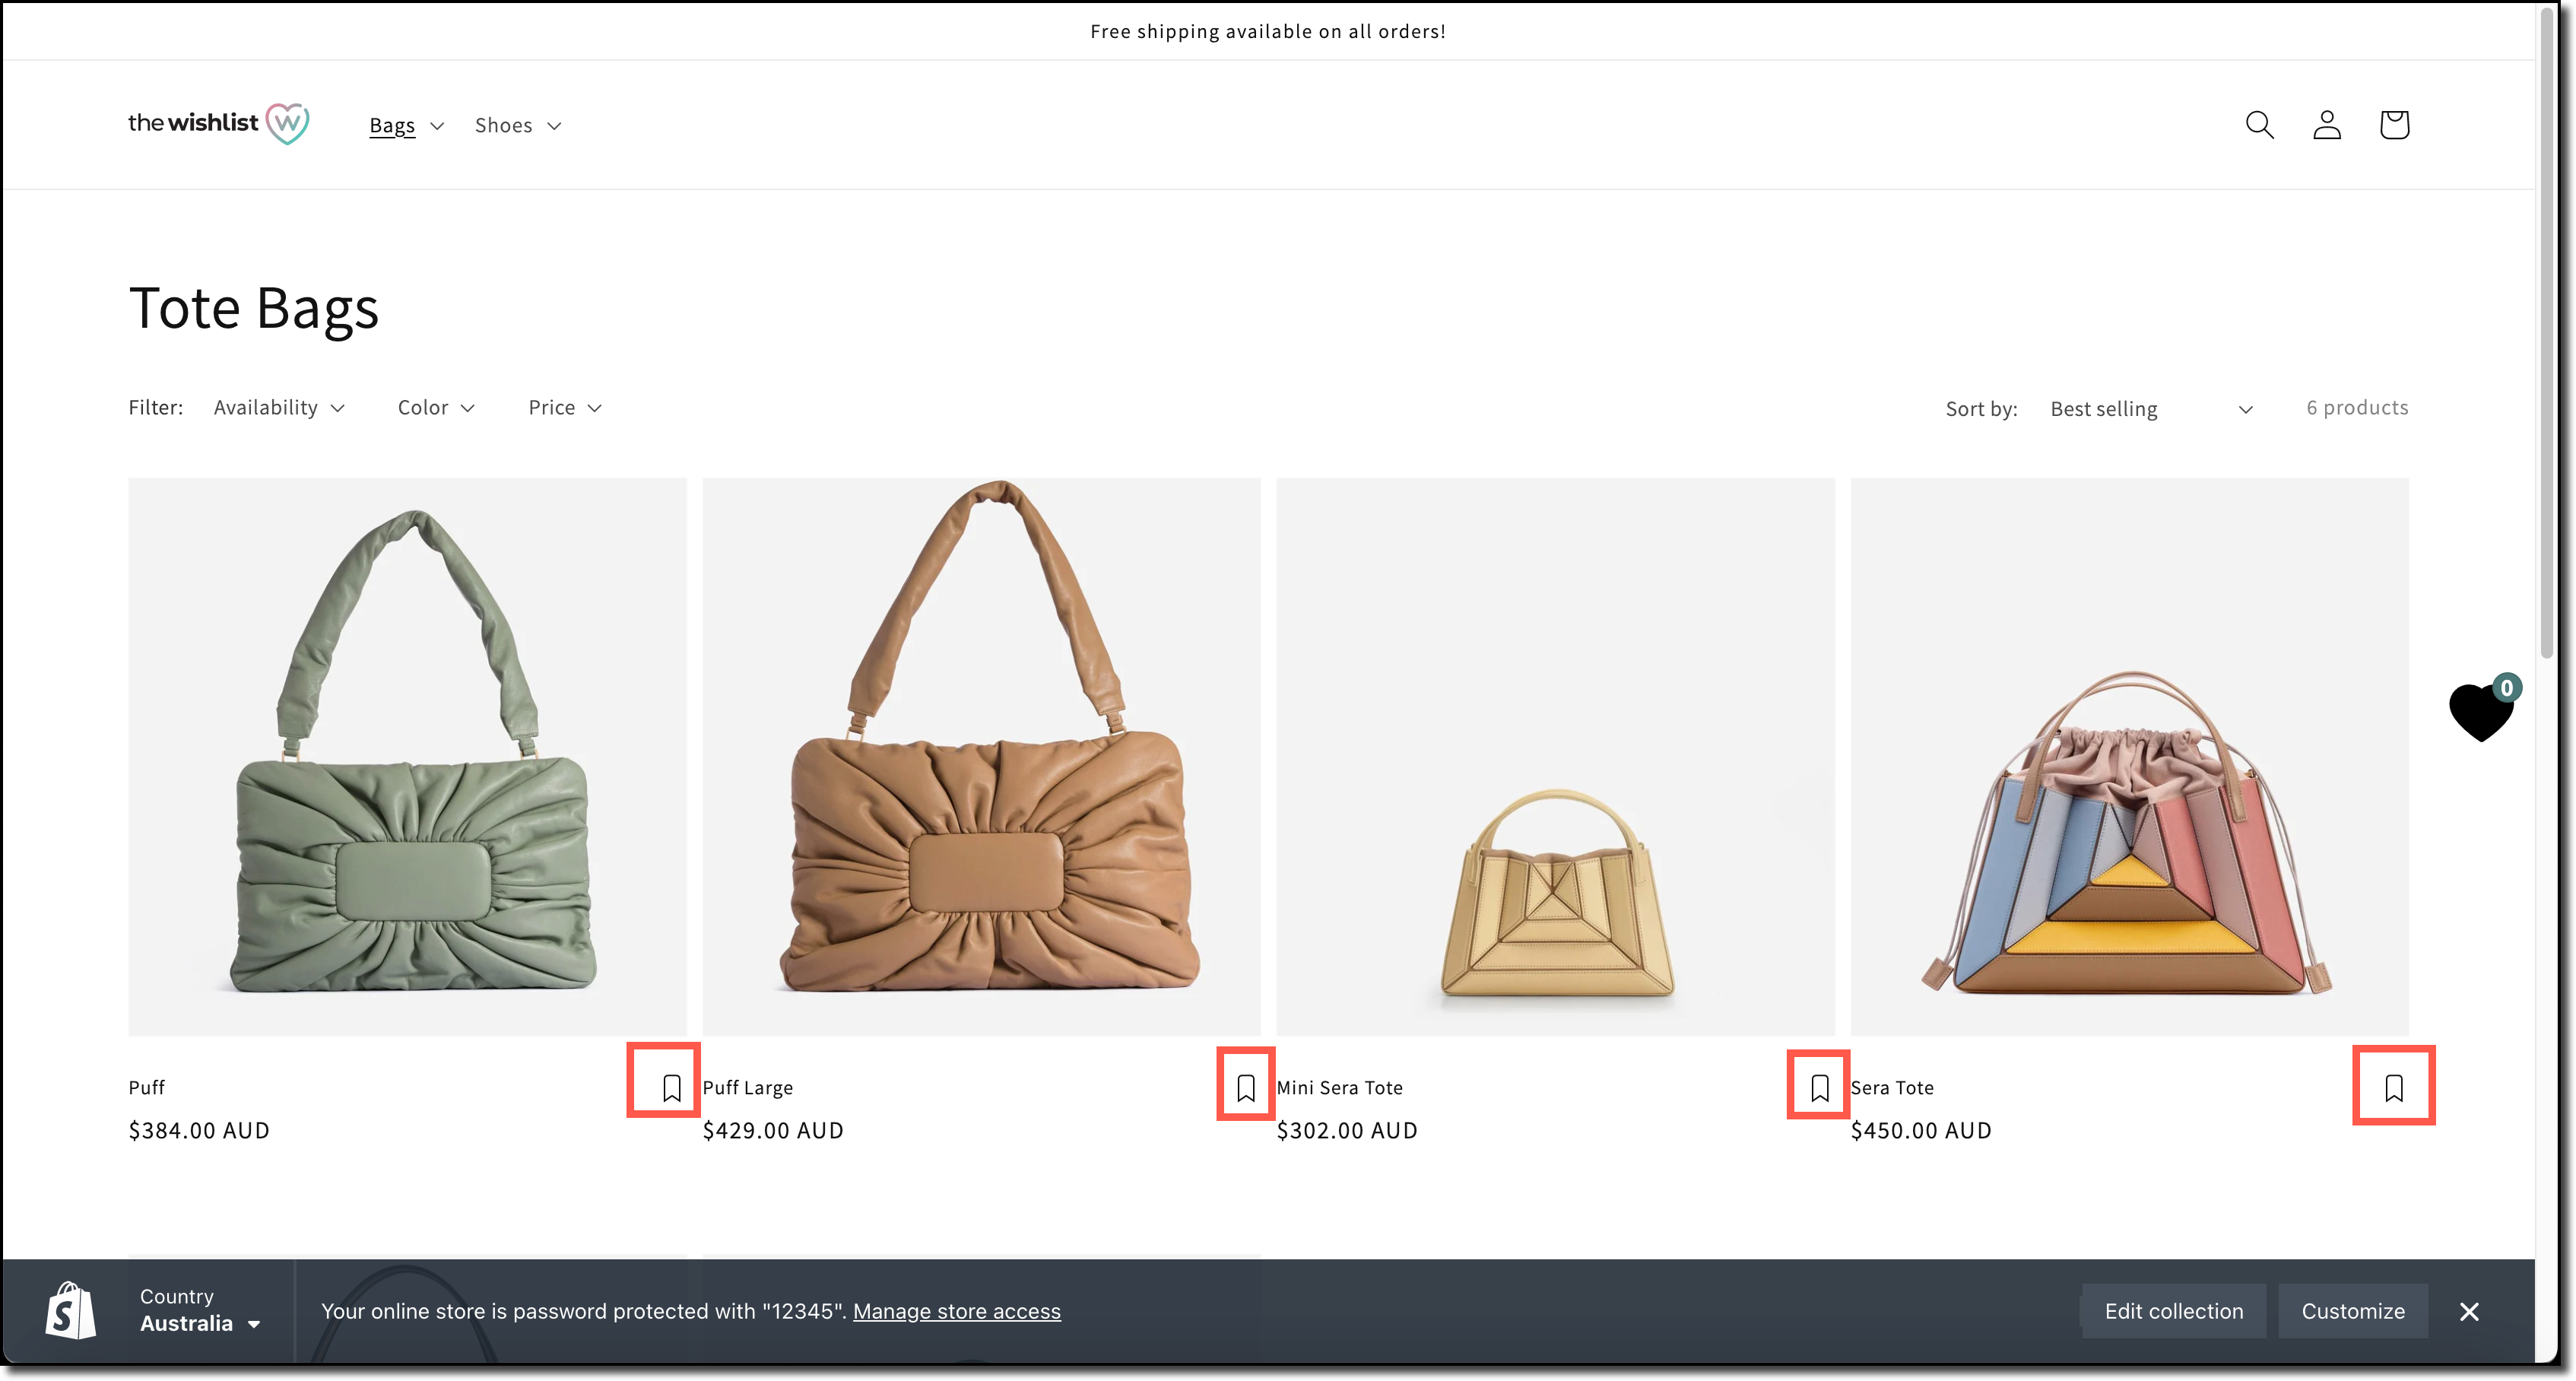 Free shipping available on all orders!
the wishlist W
Bags
Shoes
Tote Bags
Filter: Availability Color Price
Sort by: Best selling 6 products
0
Puff
$384.00 AUD
Puff Large
$429.00 AUD
Mini Sera Tote
$302.00 AUD
Sera Tote
$450.00 AUD
S
Country
Australia
Your online store is password protected with "12345". Manage store access
Edit collection
Customize